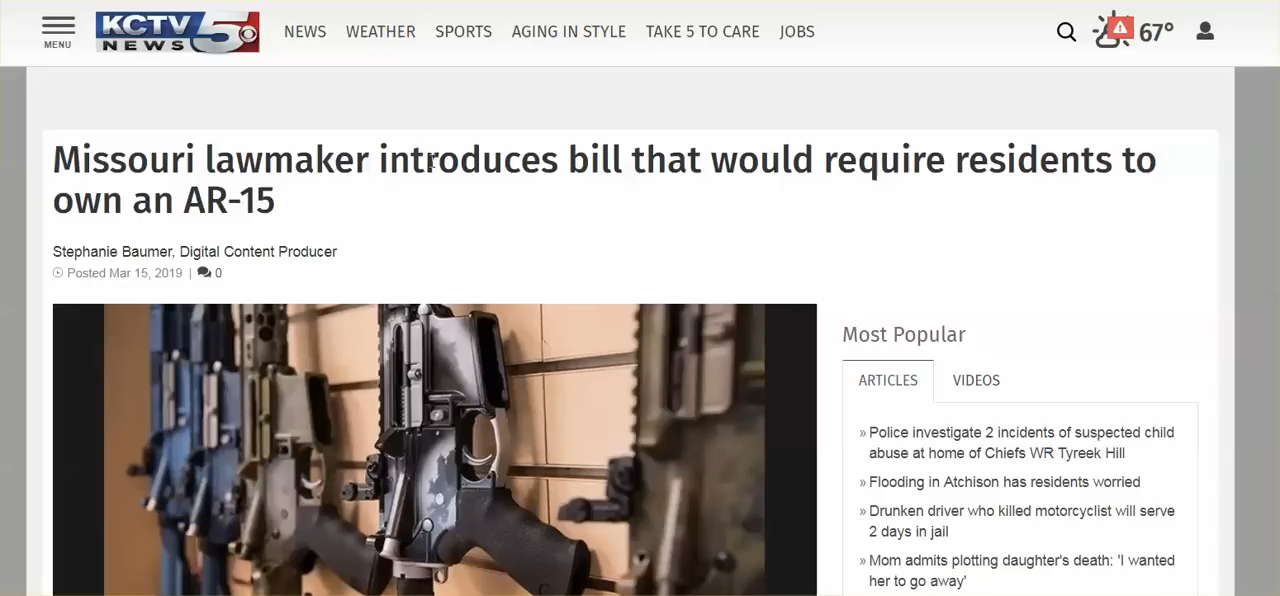 MENU
KCTV 5
NEWS
NEWS WEATHER SPORTS AGING IN STYLE TAKE 5 TO CARE JOBS
67°
Missouri lawmaker introduces bill that would require residents to
own an AR-15
Stephanie Baumer, Digital Content Producer
Posted Mar 15, 2019 | 0
Most Popular
ARTICLES VIDEOS
» Police investigate 2 incidents of suspected child
abuse at home of Chiefs WR Tyreek Hill
» Flooding in Atchison has residents worried
» Drunken driver who killed motorcyclist will serve
2 days in jail
» Mom admits plotting daughter's death: 'I wanted
her to go away'